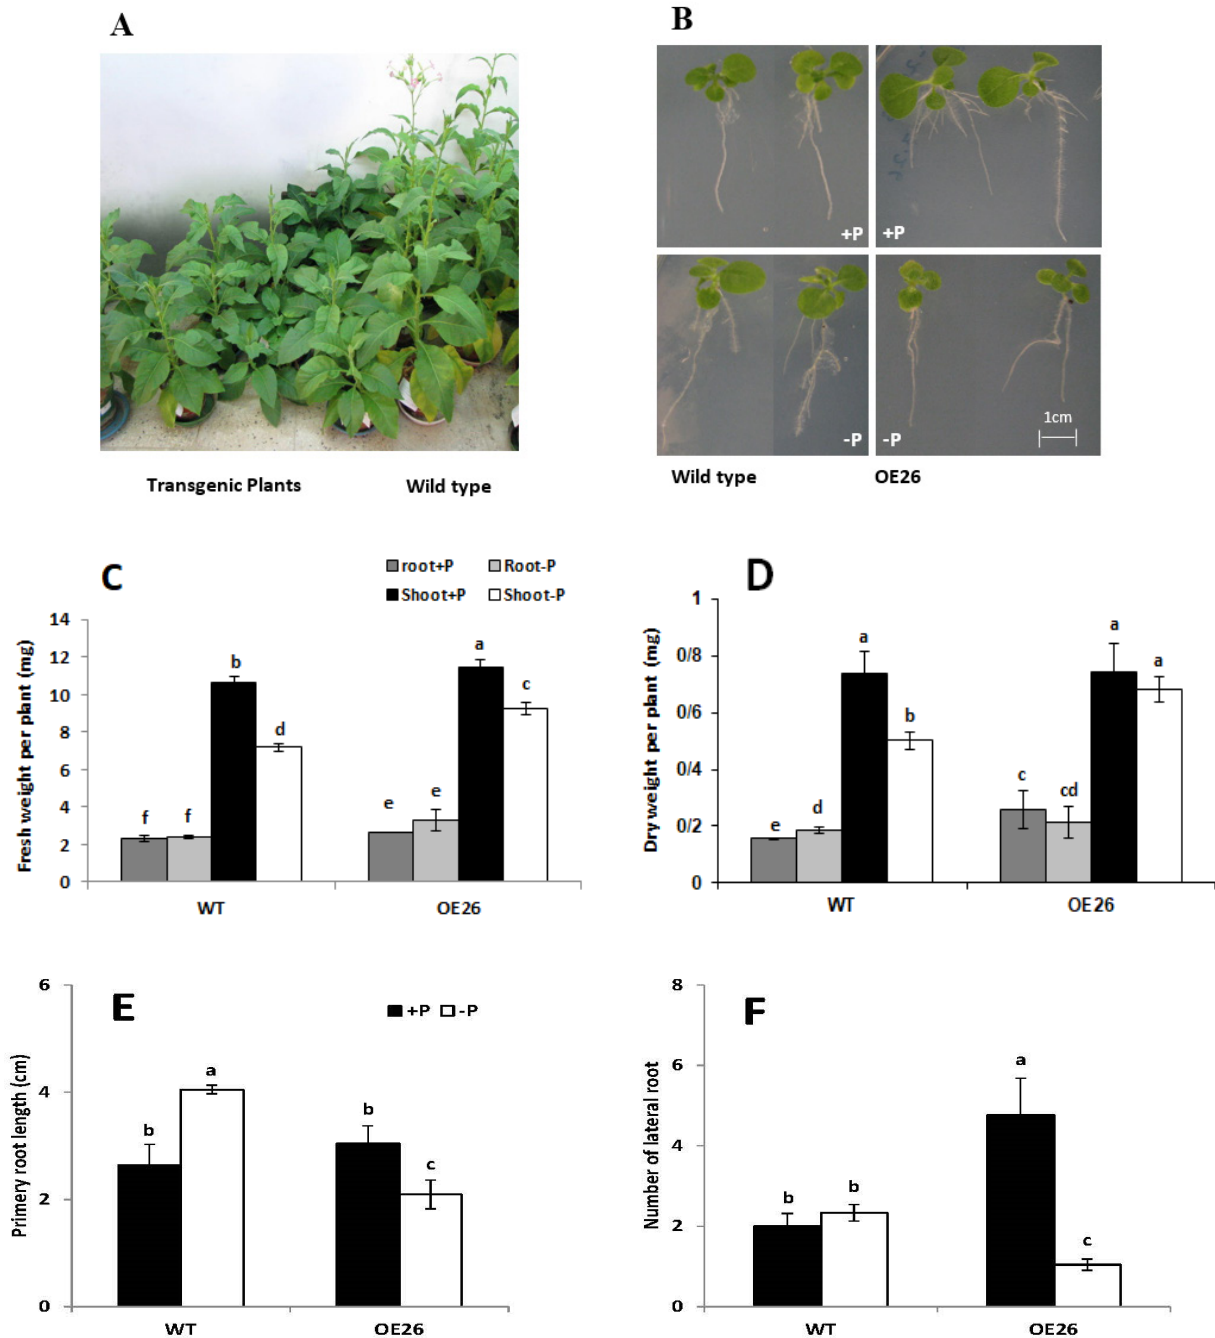 A
B
+P
+P
-P
-P
1cm
Transgenic Plants
Wild type
Wild type
OE26
C
root+P
Root-P
Shoot+P
Shoot-P
Fresh weight per plant (mg)
14
12
10
8
6
4
2
0
f
f
b
d
e
e
a
c
WT
OE26
D
Dry weight per plant (mg)
1
0/8
0/6
0/4
0/2
0
e
d
a
b
c
cd
a
a
WT
OE26
E
+P
-P
Primery root length (cm)
6
4
2
0
b
a
b
c
WT
OE26
F
Number of lateral root
8
6
4
2
0
b
b
a
c
WT
OE26